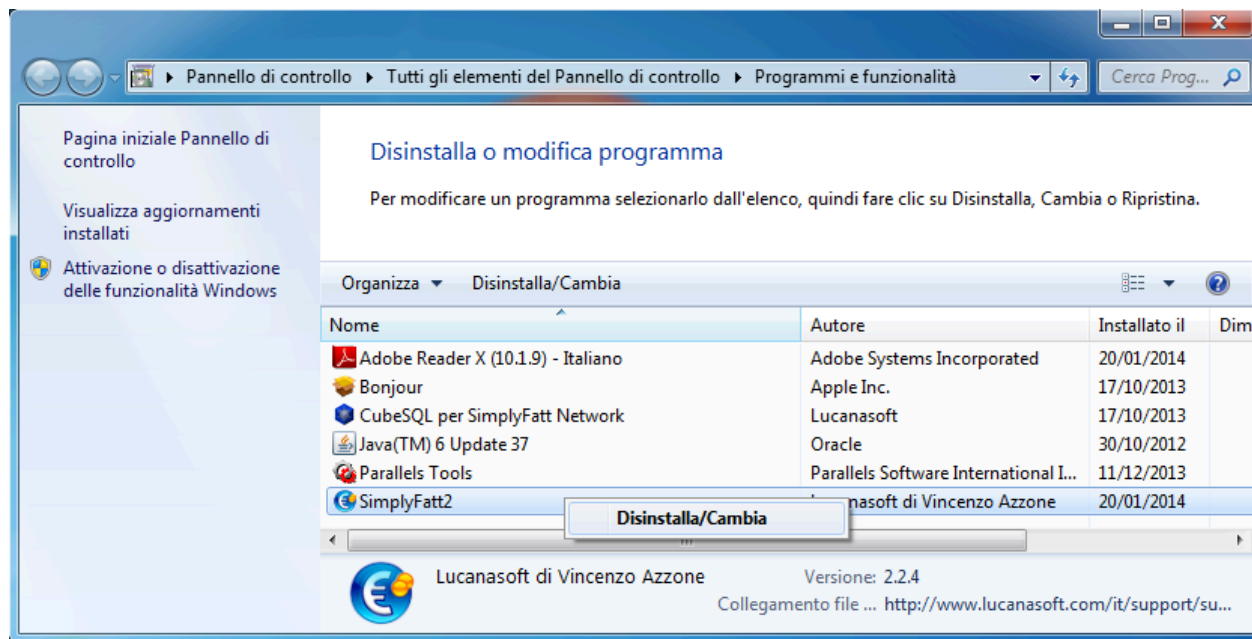 Pannello di controllo Tutti gli elementi del Pannello di controllo Programmi e funzionalità Cerca Prog...
Pagina iniziale Pannello di
controllo
Visualizza aggiornamenti
installati
Attivazione o disattivazione
delle funzionalità Windows
Disinstalla o modifica programma
Per modificare un programma selezionarlo dall'elenco, quindi fare clic su Disinstalla, Cambia o Ripristina.
Organizza Disinstalla/Cambia
Nome Autore Installato il Dim
Adobe Reader X (10.1.9) - Italiano Adobe Systems Incorporated 20/01/2014
Bonjour Apple Inc. 17/10/2013
CubeSQL per SimplyFatt Network Lucanasoft 17/10/2013
Java(TM) 6 Update 37 Oracle 30/10/2012
Parallels Tools Parallels Software International I... 11/12/2013
SimplyFatt2 nasoft di Vincenzo Azzone 20/01/2014
Disinstalla/Cambia
Lucanasoft di Vincenzo Azzone Versione: 2.2.4
Collegamento file ... http://www.lucanasoft.com/it/support/su...